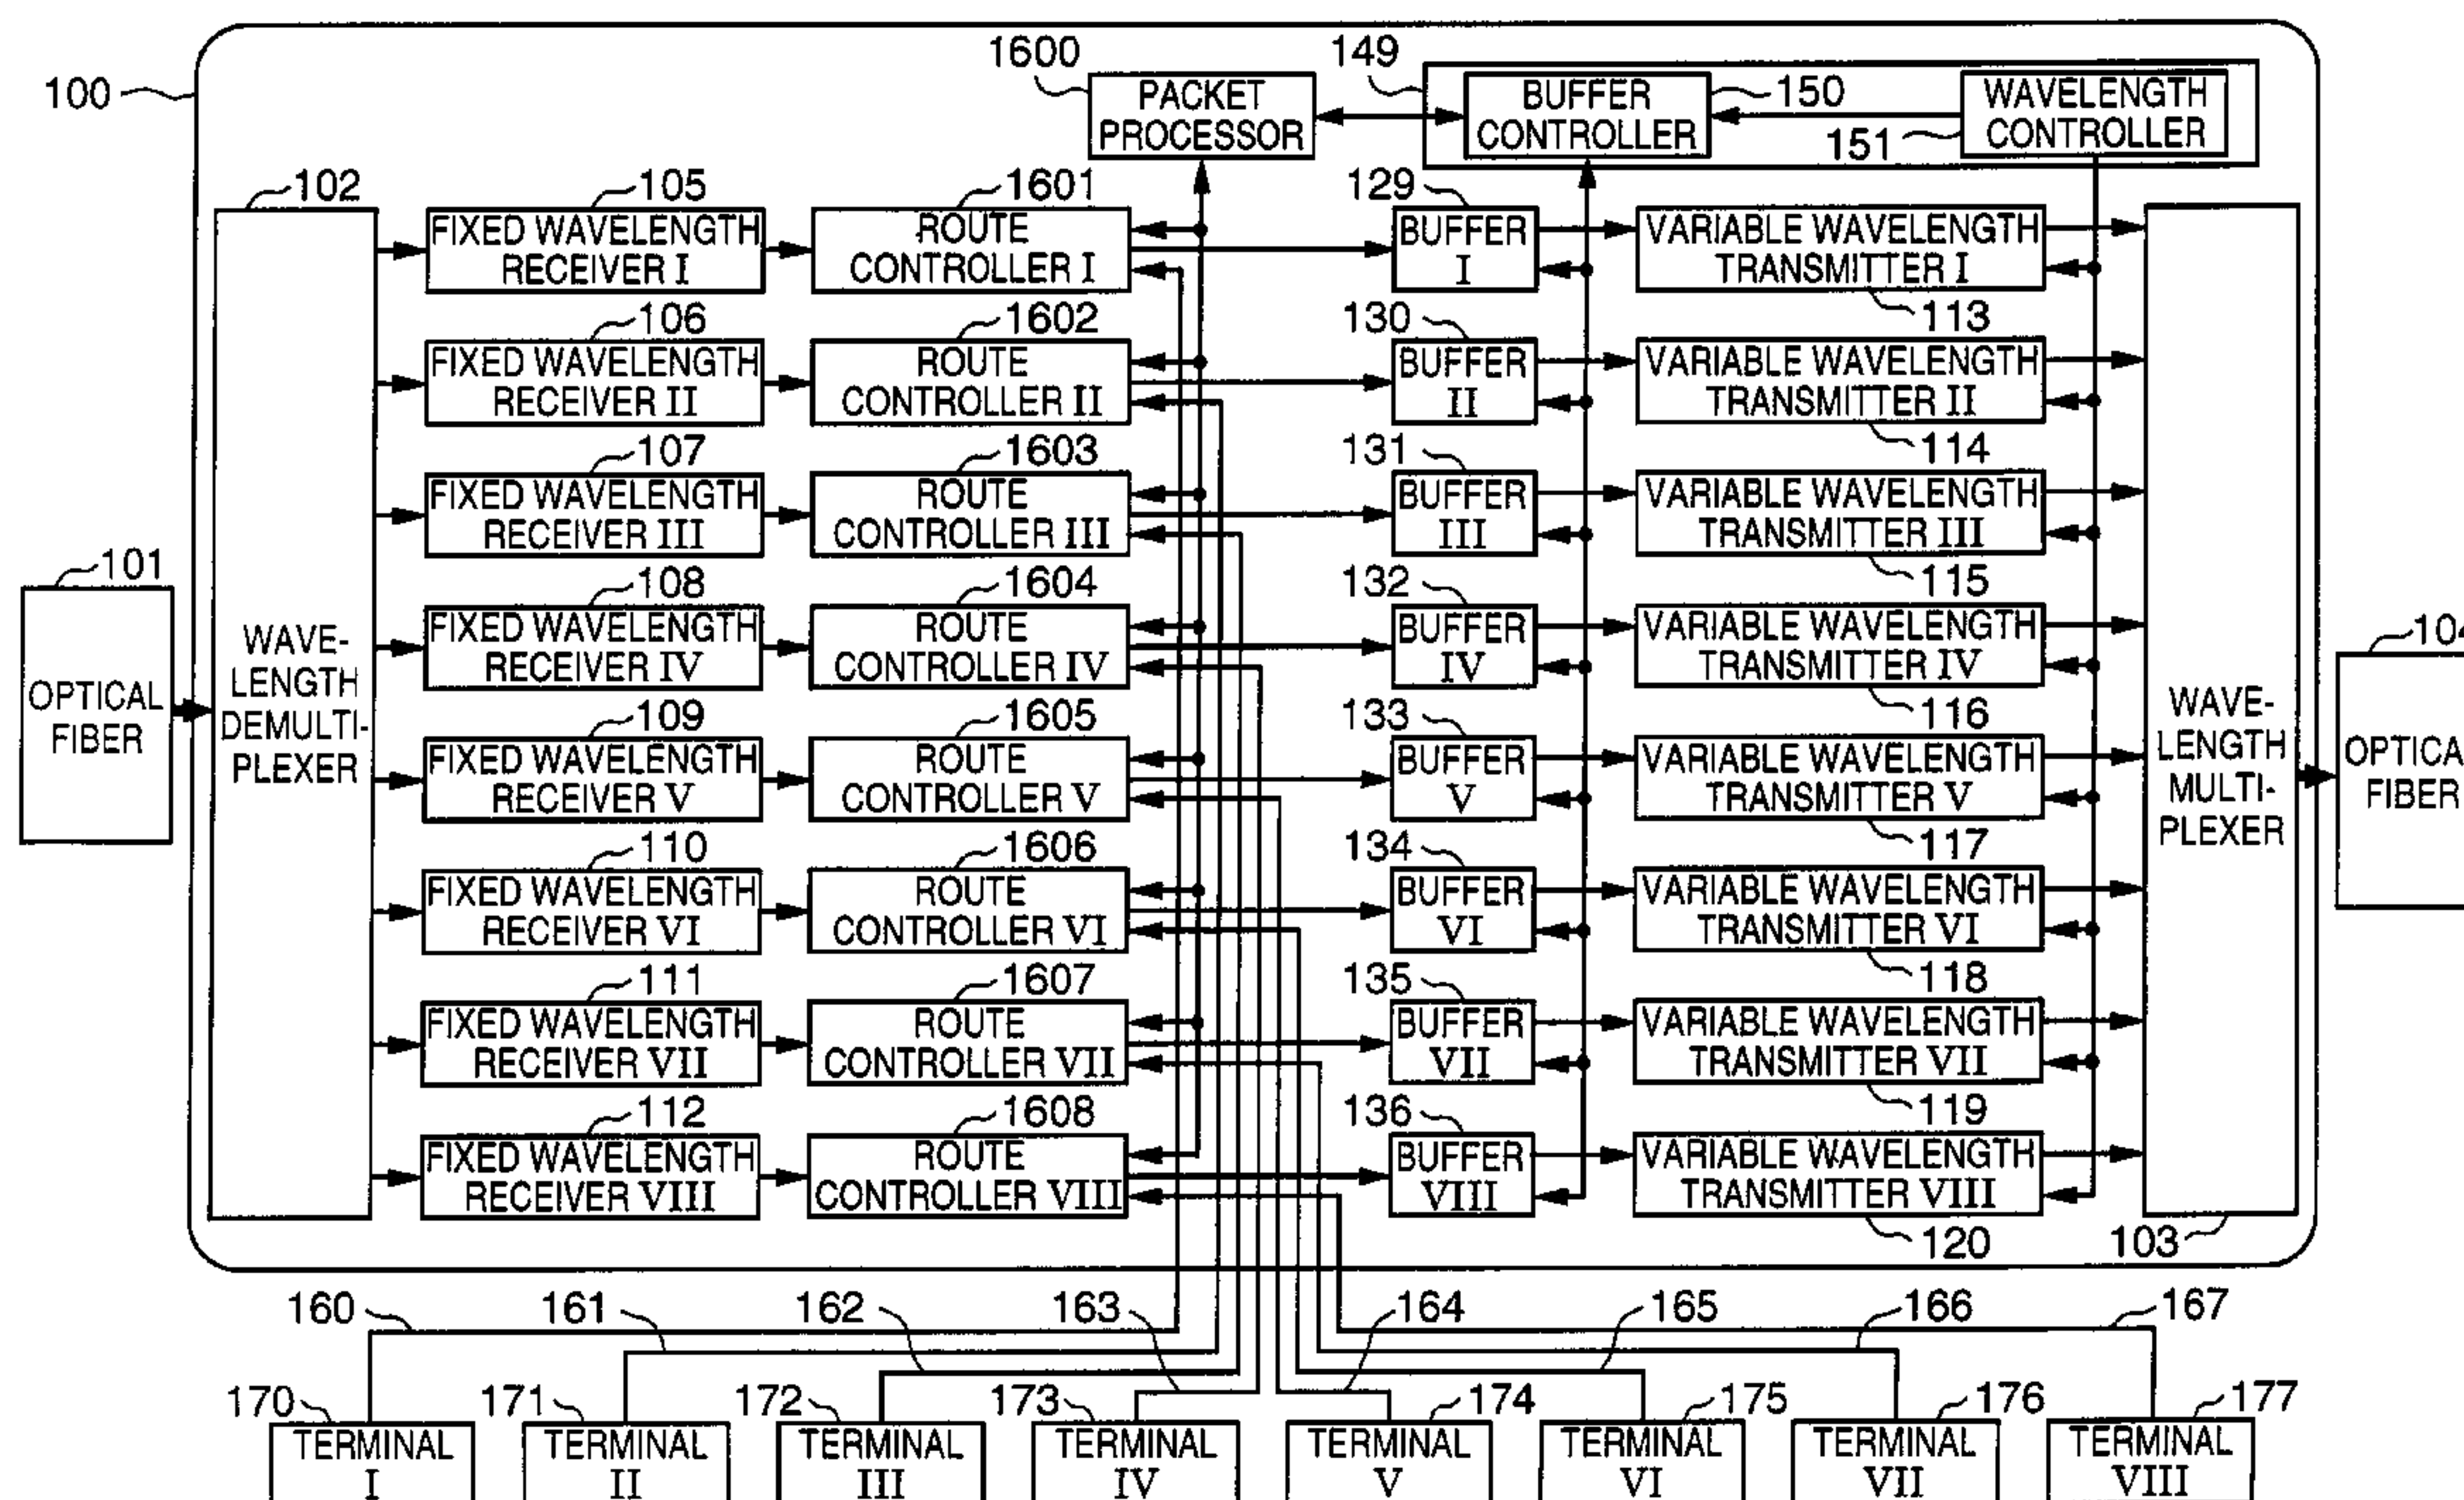 1600
149
100
PACKET
PROCESSOR
BUFFER
CONTROLLER
150
WAVELENGTH
CONTROLLER
151
102
105
1601
129
FIXED WAVELENGTH
RECEIVER I
ROUTE
CONTROLLER I
BUFFER
I
VARIABLE WAVELENGTH
TRANSMITTER I
113
106
1602
130
FIXED WAVELENGTH
RECEIVER II
ROUTE
CONTROLLER II
BUFFER
II
VARIABLE WAVELENGTH
TRANSMITTER II
114
107
1603
131
FIXED WAVELENGTH
RECEIVER III
ROUTE
CONTROLLER III
BUFFER
III
VARIABLE WAVELENGTH
TRANSMITTER III
115
101
OPTICAL
FIBER
WAVE-
LENGTH
DEMULTI-
PLEXER
108
1604
132
FIXED WAVELENGTH
RECEIVER IV
ROUTE
CONTROLLER IV
BUFFER
IV
VARIABLE WAVELENGTH
TRANSMITTER IV
116
WAVE-
LENGTH
MULTI-
PLEXER
FIBER
109
1605
133
FIXED WAVELENGTH
RECEIVER V
ROUTE
CONTROLLER V
BUFFER
V
VARIABLE WAVELENGTH
TRANSMITTER V
117
110
1606
134
FIXED WAVELENGTH
RECEIVER VI
ROUTE
CONTROLLER VI
BUFFER
VI
VARIABLE WAVELENGTH
TRANSMITTER VI
118
111
1607
135
FIXED WAVELENGTH
RECEIVER VII
ROUTE
CONTROLLER VII
BUFFER
VII
VARIABLE WAVELENGTH
TRANSMITTER VII
119
112
1608
136
FIXED WAVELENGTH
RECEIVER VIII
ROUTE
CONTROLLER VIII
BUFFER
VIII
VARIABLE WAVELENGTH
TRANSMITTER VIII
120
103
160
161
162
163
164
165
166
167
170
171
172
173
174
175
176
177
TERMINAL
I
TERMINAL
II
TERMINAL
III
TERMINAL
IV
TERMINAL
V
TERMINAL
VI
TERMINAL
VII
TERMINAL
VIII